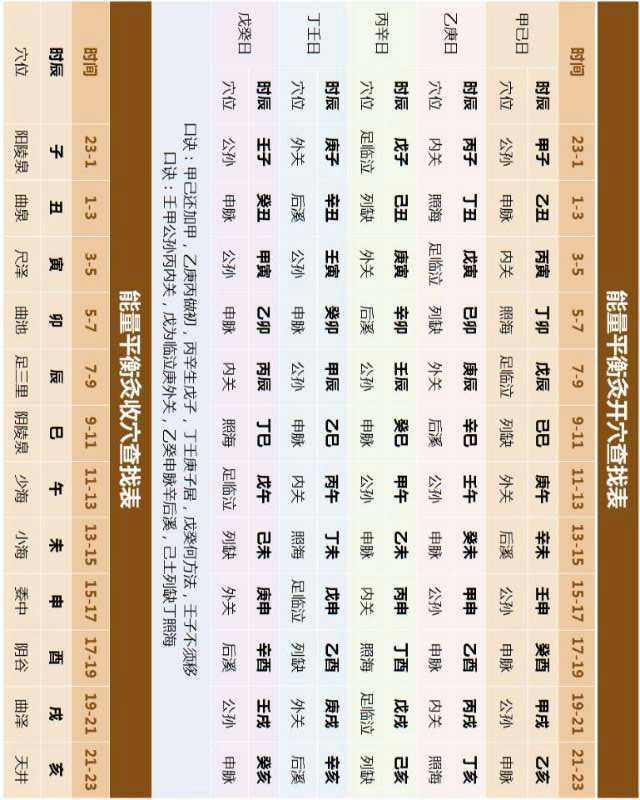 能量平衡灸开穴查找表
时间 23-1 1-3 3-5 5-7 7-9 9-11 11-13 13-15 15-17 17-19 19-21 21-23
甲己日
时辰 甲子 乙丑 丙寅 丁卯 戊辰 己巳 庚午 辛未 壬申 癸酉 甲戌 乙亥
穴位 公孙 申脉 内关 照海 足临泣 列缺 外关 后溪 公孙 申脉 公孙 申脉
乙庚日
时辰 丙子 丁丑 戊寅 己卯 庚辰 辛巳 壬午 癸未 甲申 乙酉 丙戌 丁亥
穴位 内关 照海 足临泣 列缺 外关 后溪 公孙 申脉 公孙 申脉 内关 照海
丙辛日
时辰 戊子 己丑 庚寅 辛卯 壬辰 癸巳 甲午 乙未 丙申 丁酉 戊戌 己亥
穴位 足临泣 列缺 外关 后溪 公孙 申脉 公孙 申脉 内关 照海 足临泣 列缺
丁壬日
时辰 庚子 辛丑 壬寅 癸卯 甲辰 乙巳 丙午 丁未 戊申 乙酉 庚戌 辛亥
穴位 外关 后溪 公孙 申脉 公孙 申脉 内关 照海 足临泣 列缺 外关 后溪
戊癸日
时辰 壬子 癸丑 甲寅 乙卯 丙辰 丁巳 戊午 己未 庚申 辛酉 壬戌 癸亥
穴位 公孙 申脉 公孙 申脉 内关 照海 足临泣 列缺 外关 后溪 公孙 申脉
口诀：甲己还加甲，乙庚丙做初，丙辛生戊子，丁壬庚子居，戊癸何方法，壬子不须移
口诀：壬甲公孙丙内关，戊为临泣庚外关，乙癸申脉辛后溪，己土列缺丁照海
能量平衡灸收穴查找表
时间 23-1 1-3 3-5 5-7 7-9 9-11 11-13 13-15 15-17 17-19 19-21 21-23
时辰 子 丑 寅 卯 辰 巳 午 未 申 酉 戌 亥
穴位 阳陵泉 曲泉 尺泽 曲池 足三里 阴陵泉 少海 小海 委中 阴谷 曲泽 天井